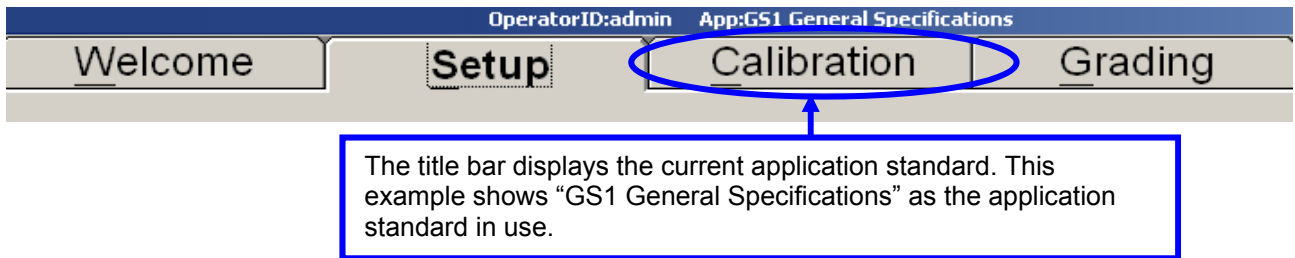 OperatorID:admin App:GS1 General Specifications
Welcome Setup Calibration Grading
The title bar displays the current application standard. This
example shows “GS1 General Specifications” as the application
standard in use.